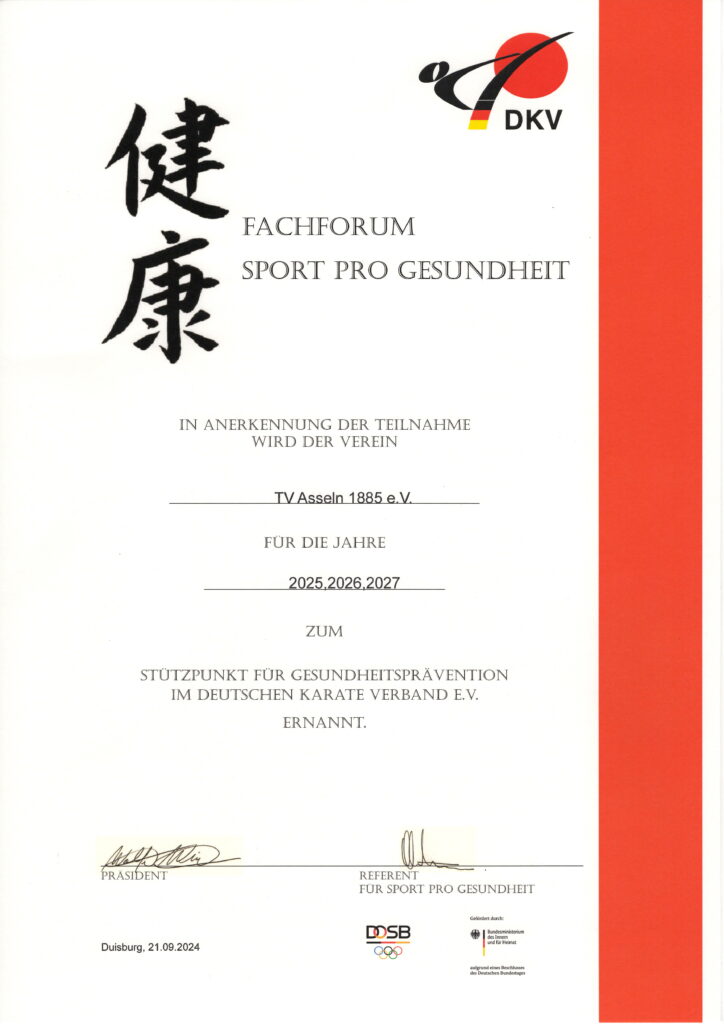 DKV
健
康
FACHFORUM
SPORT PRO GESUNDHEIT
IN ANERKENNUNG DER TEILNAHME
WIRD DER VEREIN
TV Asseln 1885 e.V.
FÜR DIE JAHRE
2025,2026,2027
ZUM
STÜTZPUNKT FÜR GESUNDHEITSPRÄVENTION
IM DEUTSCHEN KARATE VERBAND E.V.
ERNANNT.
PRÄSIDENT
REFERENT
FÜR SPORT PRO GESUNDHEIT
Duisburg, 21.09.2024
DOSB
Gefördert durch:
Bundesministerium
des Innern
und für Heimat
aufgrund eines Beschlusses
des Deutschen Bundestages